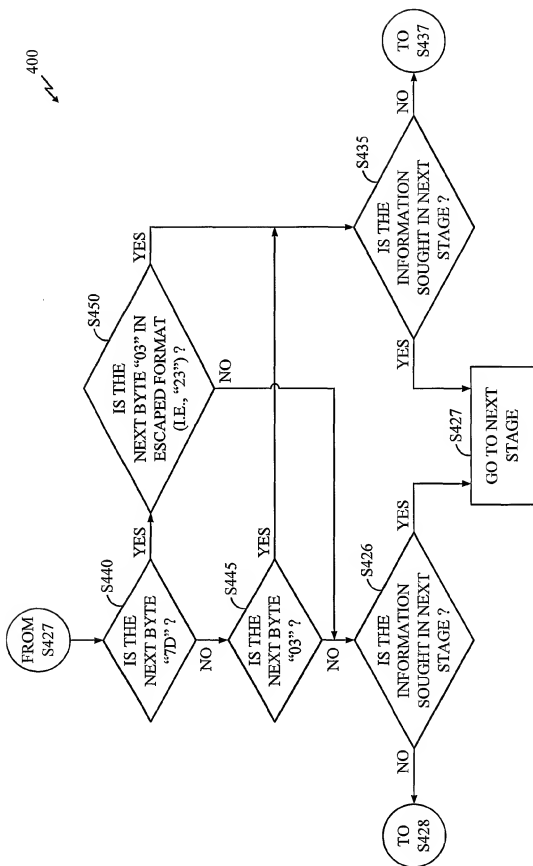 400
FROM
S427
S440
IS THE
NEXT BYTE
"7D" ?
YES
NO
S450
IS THE
NEXT BYTE "03" IN
ESCAPED FORMAT
(I.E., "23") ?
YES
NO
S445
IS THE
NEXT BYTE
"03" ?
YES
NO
S426
IS THE
INFORMATION
SOUGHT IN NEXT
STAGE ?
YES
NO
TO
S428
S435
IS THE
INFORMATION
SOUGHT IN NEXT
STAGE ?
YES
NO
TO
S437
S427
GO TO NEXT
STAGE